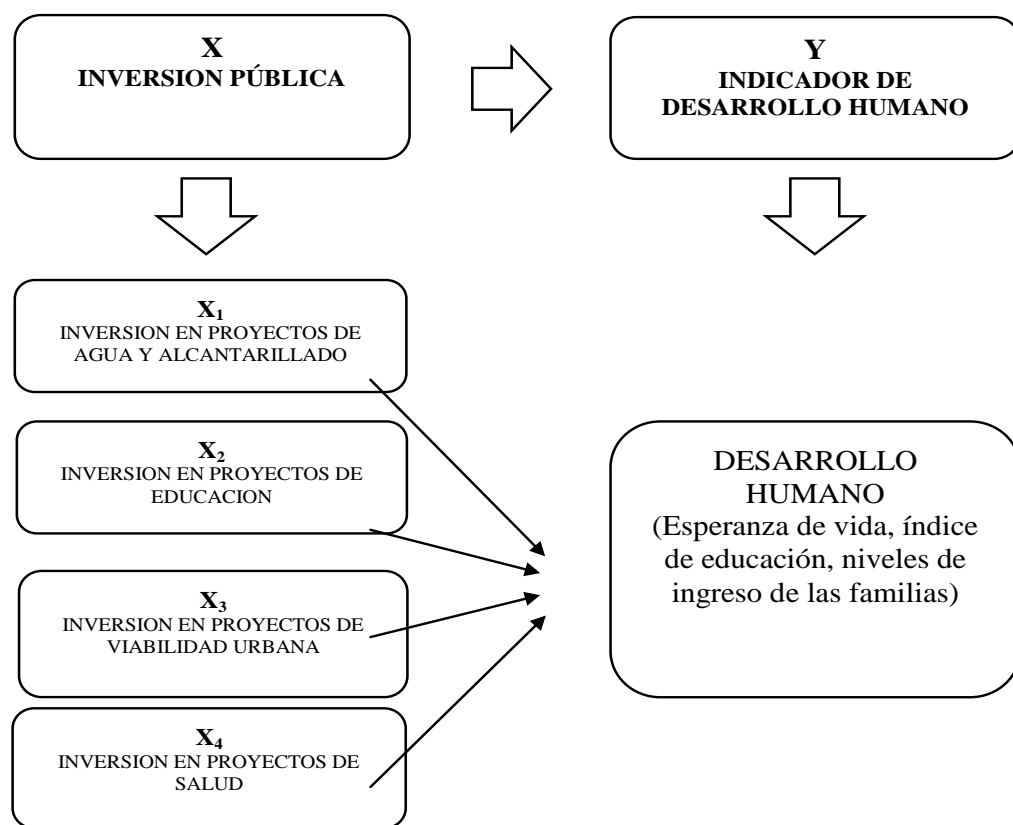 X
INVERSION PÚBLICA
Y
INDICADOR DE
DESARROLLO HUMANO
X₁
INVERSION EN PROYECTOS DE
AGUA Y ALCANTARILLADO
X₂
INVERSION EN PROYECTOS DE
EDUCACION
X₃
INVERSION EN PROYECTOS DE
VIABILIDAD URBANA
X₄
INVERSION EN PROYECTOS DE
SALUD
DESARROLLO
HUMANO
(Esperanza de vida, índice
de educación, niveles de
ingreso de las familias)